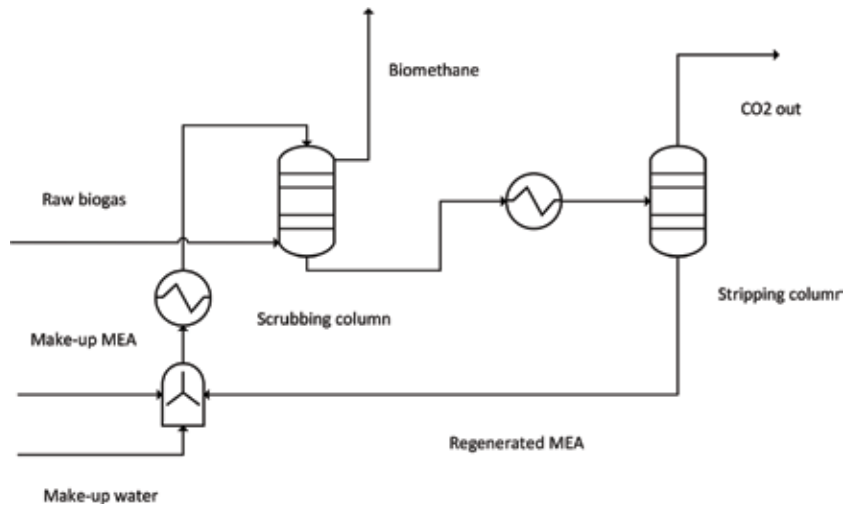 Biomethane
CO2 out
Raw biogas
Stripping column
Scrubbing column
Make-up MEA
Regenerated MEA
Make-up water